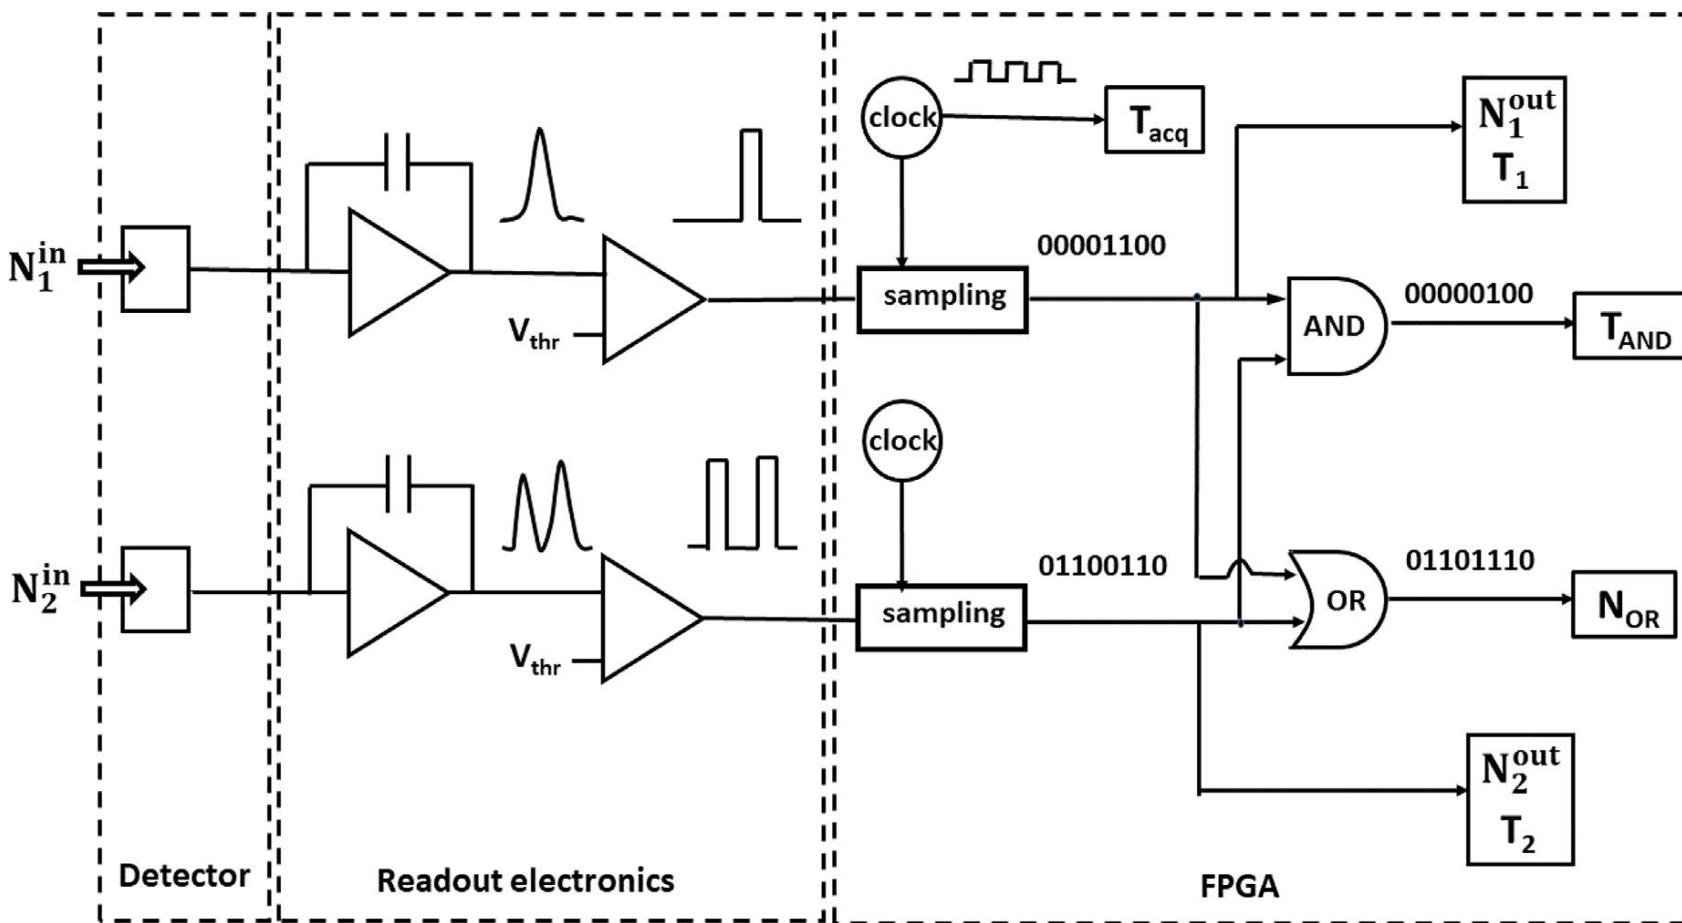 clock
T_acq
N_1^out
T_1
N_1^in
V_thr
sampling
00001100
AND
00000100
T_AND
clock
N_2^in
V_thr
sampling
01100110
OR
01101110
N_OR
N_2^out
T_2
Detector
Readout electronics
FPGA